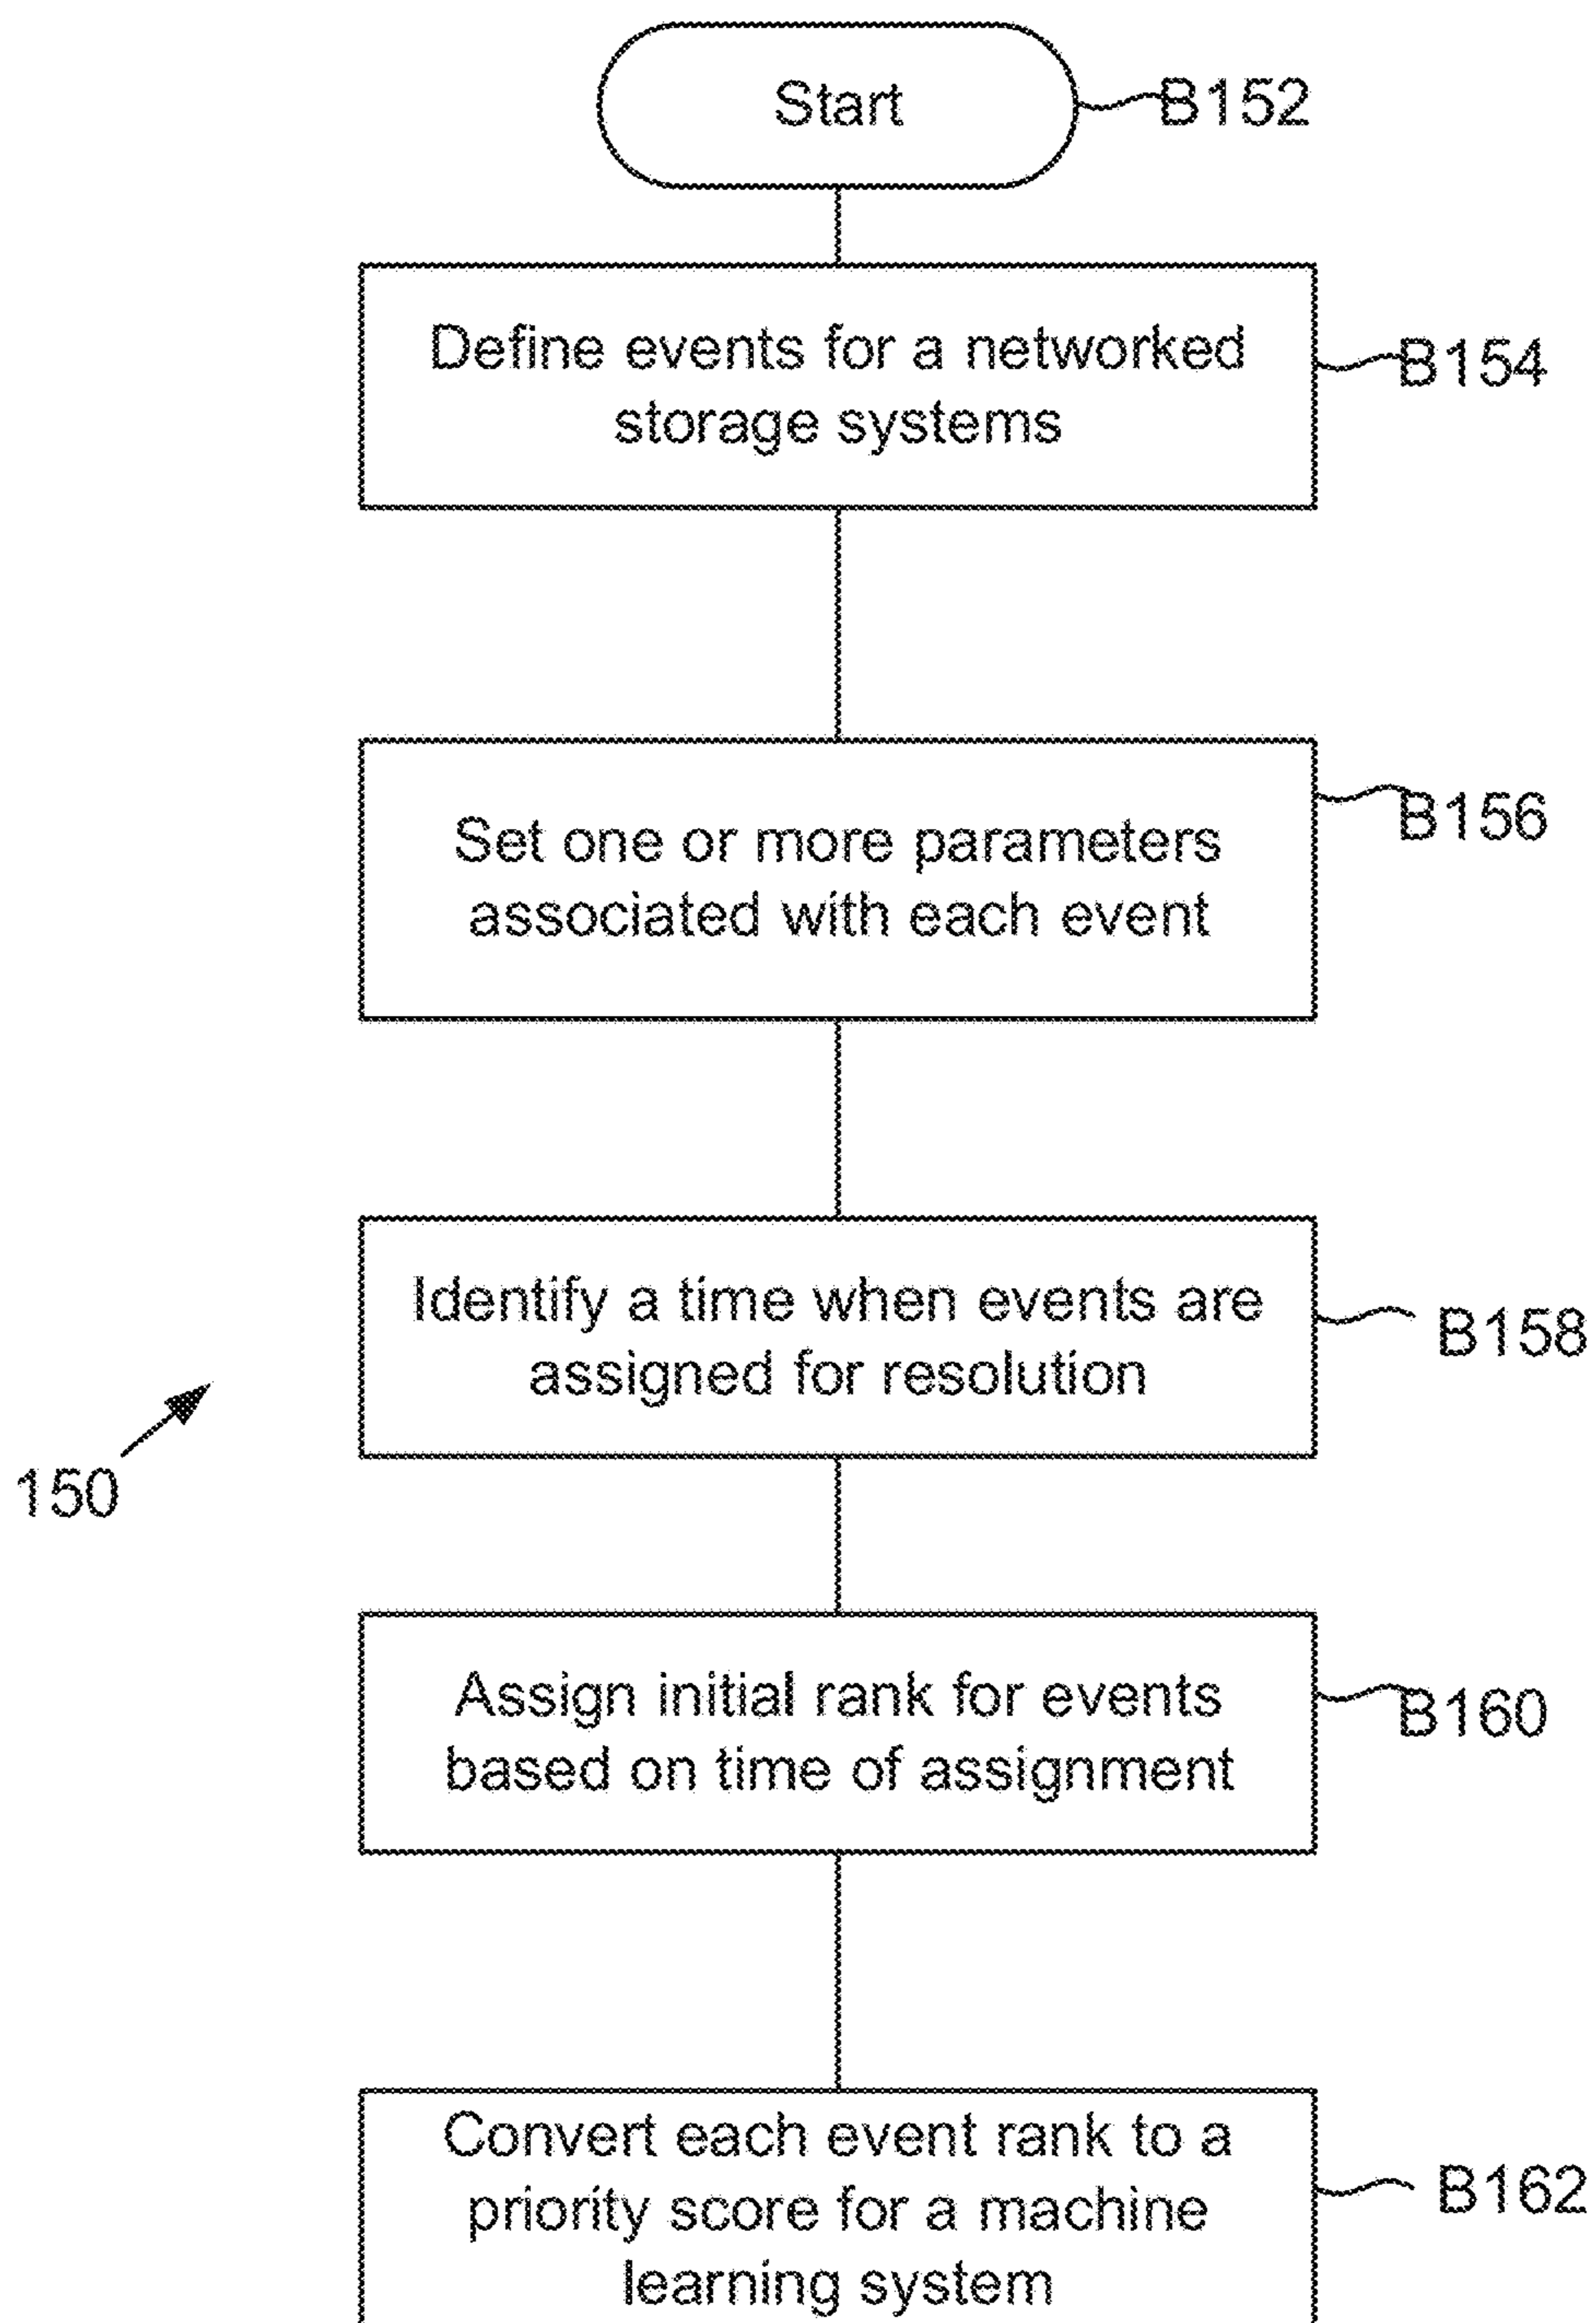 Start
B152
Define events for a networked
storage systems
B154
Set one or more parameters
associated with each event
B156
Identify a time when events are
assigned for resolution
B158
150
Assign initial rank for events
based on time of assignment
B160
Convert each event rank to a
priority score for a machine
learning system
B162